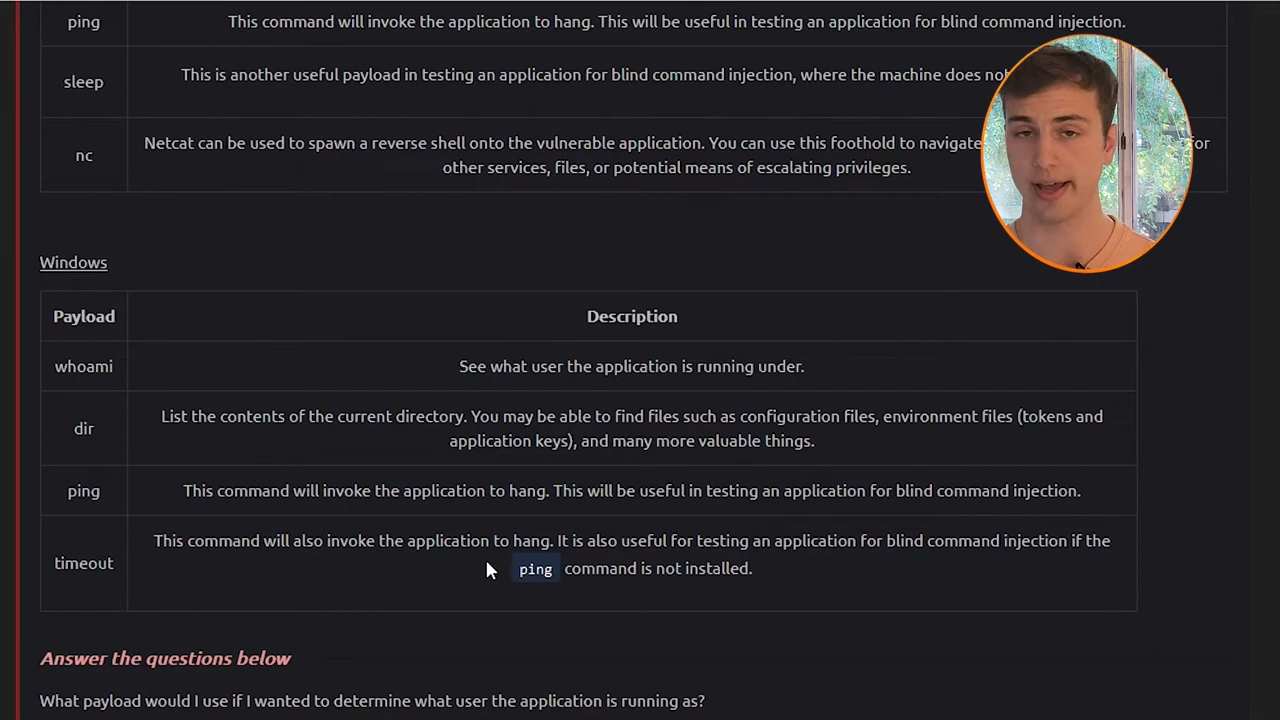 ping
This command will invoke the application to hang. This will be useful in testing an application for blind command injection.
sleep
This is another useful payload in testing an application for blind command injection, where the machine does not
nc
Netcat can be used to spawn a reverse shell onto the vulnerable application. You can use this foothold to navigate for
other services, files, or potential means of escalating privileges.
Windows
Payload
Description
whoami
See what user the application is running under.
dir
List the contents of the current directory. You may be able to find files such as configuration files, environment files (tokens and
application keys), and many more valuable things.
ping
This command will invoke the application to hang. This will be useful in testing an application for blind command injection.
timeout
This command will also invoke the application to hang. It is also useful for testing an application for blind command injection if the
ping command is not installed.
Answer the questions below
What payload would I use if I wanted to determine what user the application is running as?